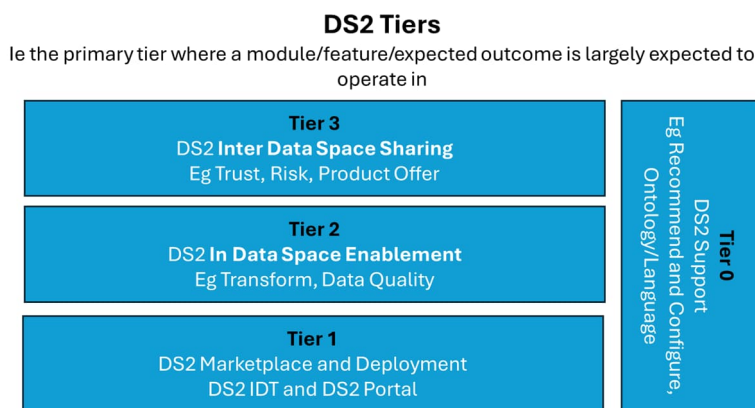 DS2 Tiers
Ie the primary tier where a module/feature/expected outcome is largely expected to
operate in
Tier 3
DS2 Inter Data Space Sharing
Eg Trust, Risk, Product Offer
Tier 2
DS2 In Data Space Enablement
Eg Transform, Data Quality
Tier 1
DS2 Marketplace and Deployment
DS2 IDT and DS2 Portal
Tier 0
DS2 Support
Eg Recommend and Configure,
Ontology/Language